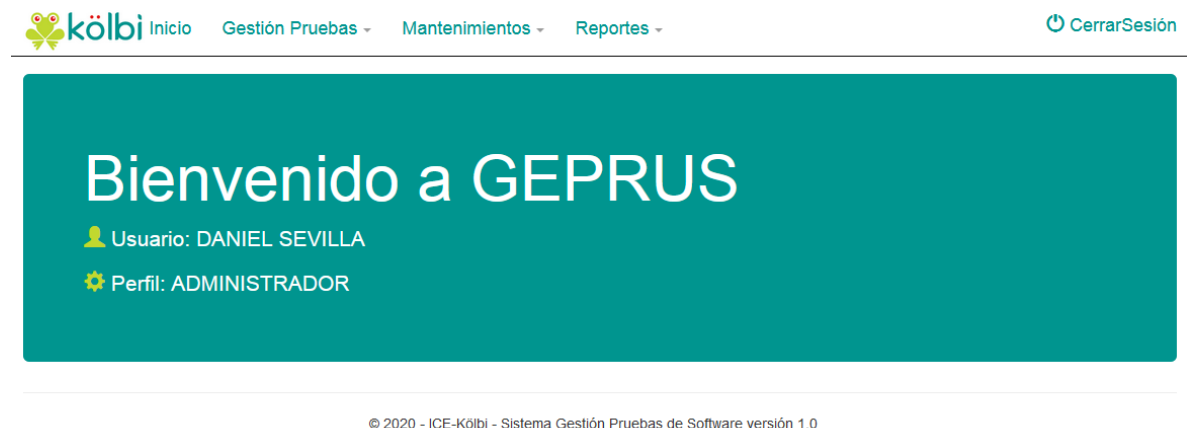 kölbi Inicio Gestión Pruebas Mantenimientos Reportes CerrarSesión
Bienvenido a GEPRUS
Usuario: DANIEL SEVILLA
Perfil: ADMINISTRADOR
© 2020 - ICE-Kölbi - Sistema Gestión Pruebas de Software versión 1.0